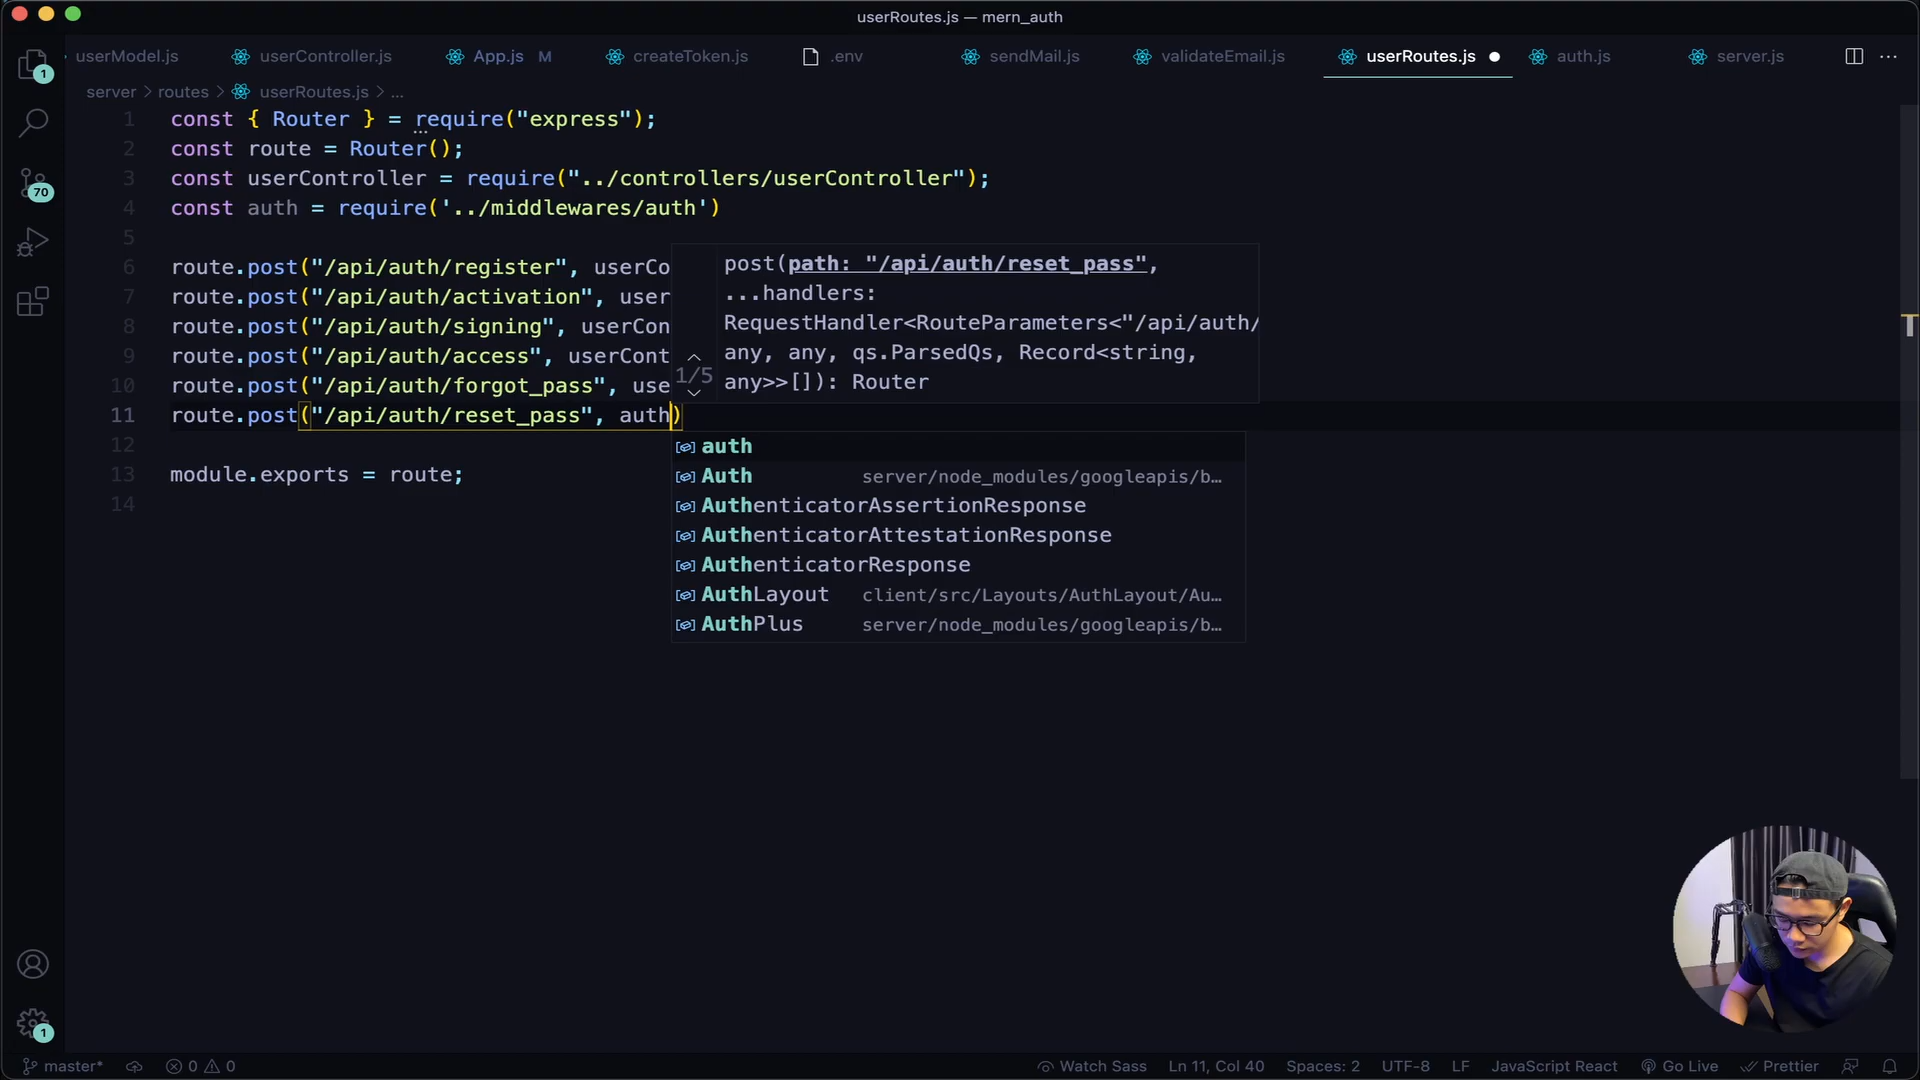 userRoutes.js — mern_auth
userModel.js
userController.js
App.js M
createToken.js
.env
sendMail.js
validateEmail.js
userRoutes.js
auth.js
server.js
server > routes > userRoutes.js > ...
1 const { Router } = require("express");
2 const route = Router();
3 const userController = require("../controllers/userController");
4 const auth = require('../middlewares/auth')
5
6 route.post("/api/auth/register", userCo
7 route.post("/api/auth/activation", user
8 route.post("/api/auth/signing", userCon
9 route.post("/api/auth/access", userCont
10 route.post("/api/auth/forgot_pass", use
11 route.post("/api/auth/reset_pass", auth)
12
13 module.exports = route;
14
post(path: "/api/auth/reset_pass",
...handlers:
RequestHandler<RouteParameters<"/api/auth/
any, any, qs.ParsedQs, Record<string,
any>>[]): Router
1/5
auth
Auth server/node_modules/googleapis/b…
AuthenticatorAssertionResponse
AuthenticatorAttestationResponse
AuthenticatorResponse
AuthLayout client/src/Layouts/AuthLayout/Au…
AuthPlus server/node_modules/googleapis/b…
1
70
1
master* 0 0 Watch Sass Ln 11, Col 40 Spaces: 2 UTF-8 LF JavaScript React Go Live Prettier